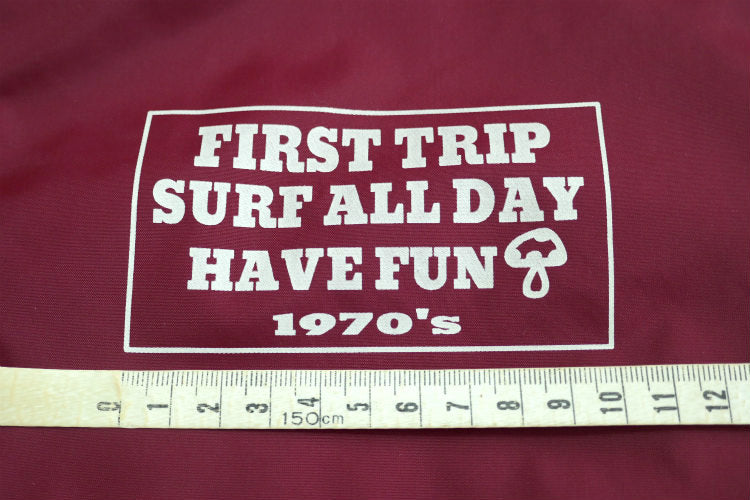 FIRST TRIP
SURF ALL DAY
HAVE FUN
1970's
0 1 2 3 4 5 6 7 8 9 10 11 12
150cm